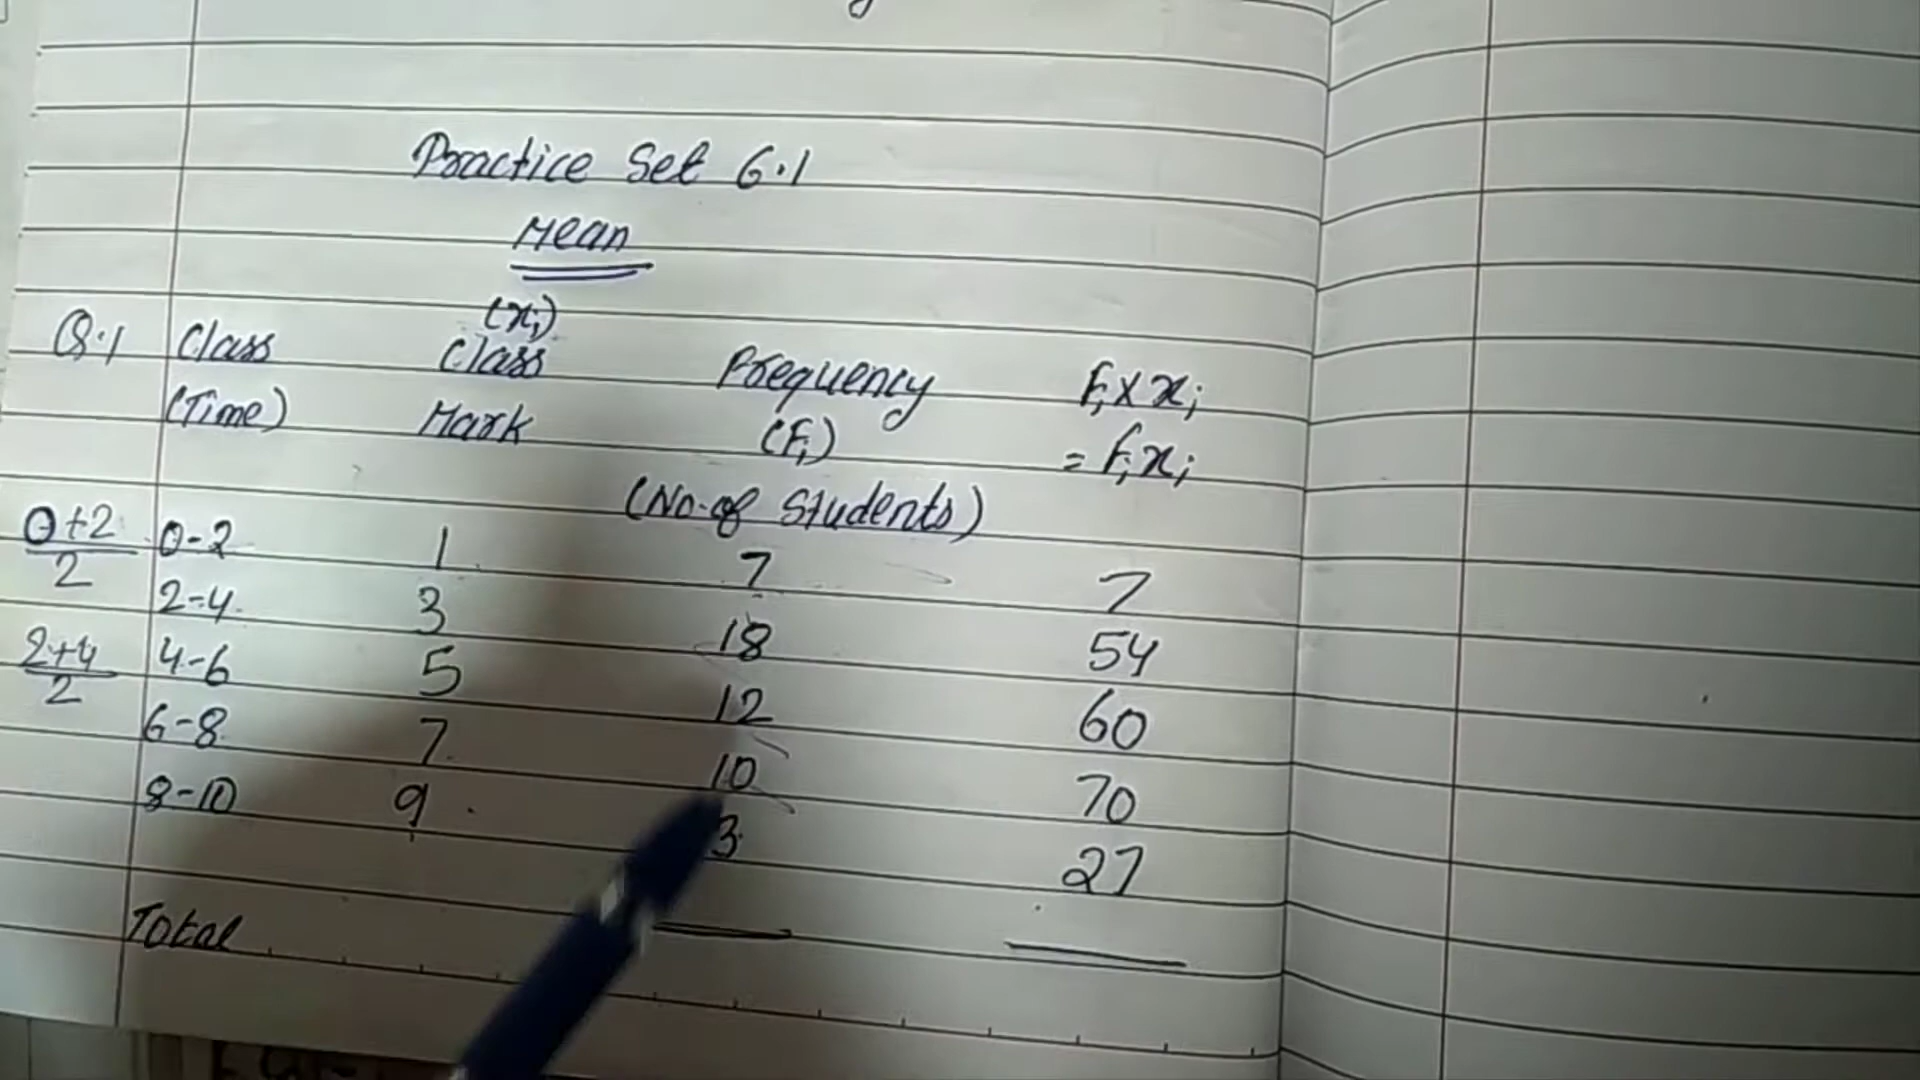 Practice Set 6.1
Mean
(xi)
Q.1 Class Class Frequency Fi X xi
(Time) Mark (Fi) = Fixi
(No. of Students)
0+2
2
0-2 1 7 7
2-4 3 18 54
2+4
2
4-6 5 12 60
6-8 7 10 70
8-10 9 3 27
Total